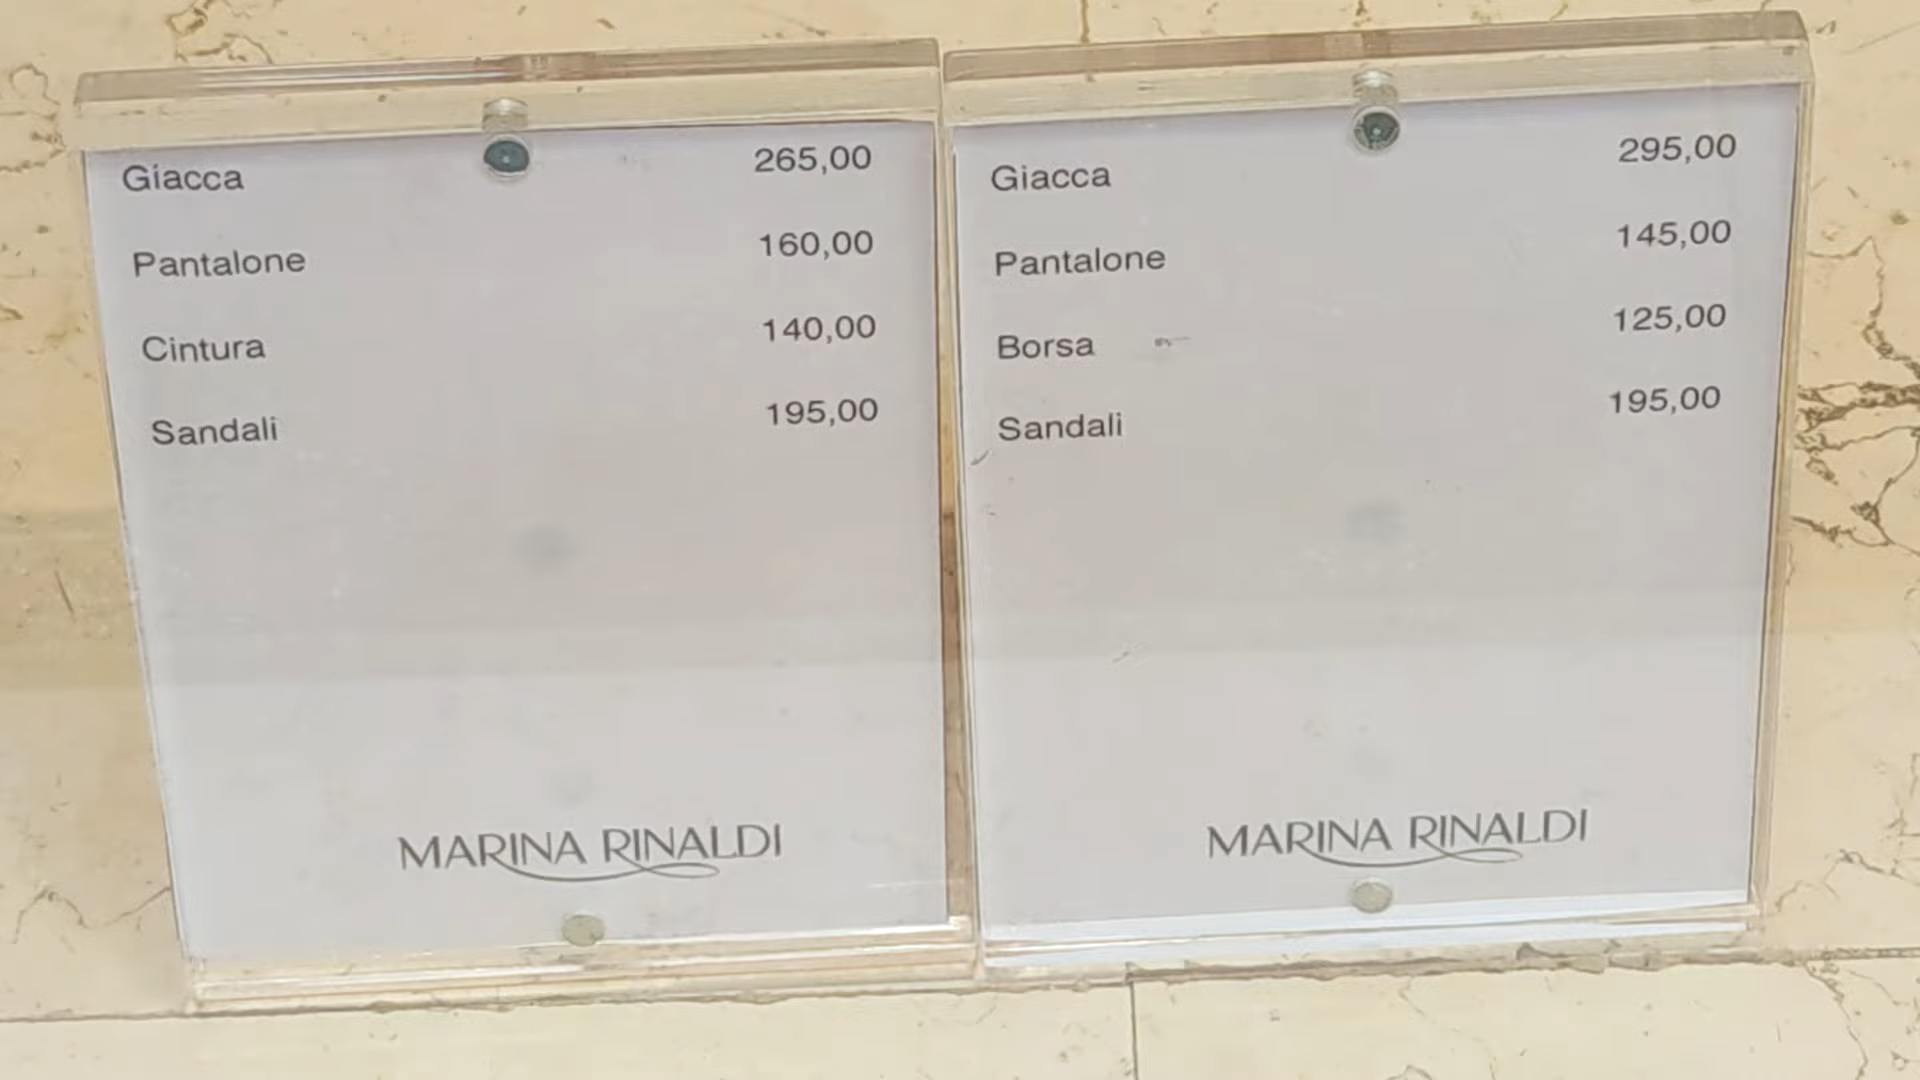 Giacca 265,00
Pantalone 160,00
Cintura 140,00
Sandali 195,00
MARINA RINALDI
Giacca 295,00
Pantalone 145,00
Borsa 125,00
Sandali 195,00
MARINA RINALDI